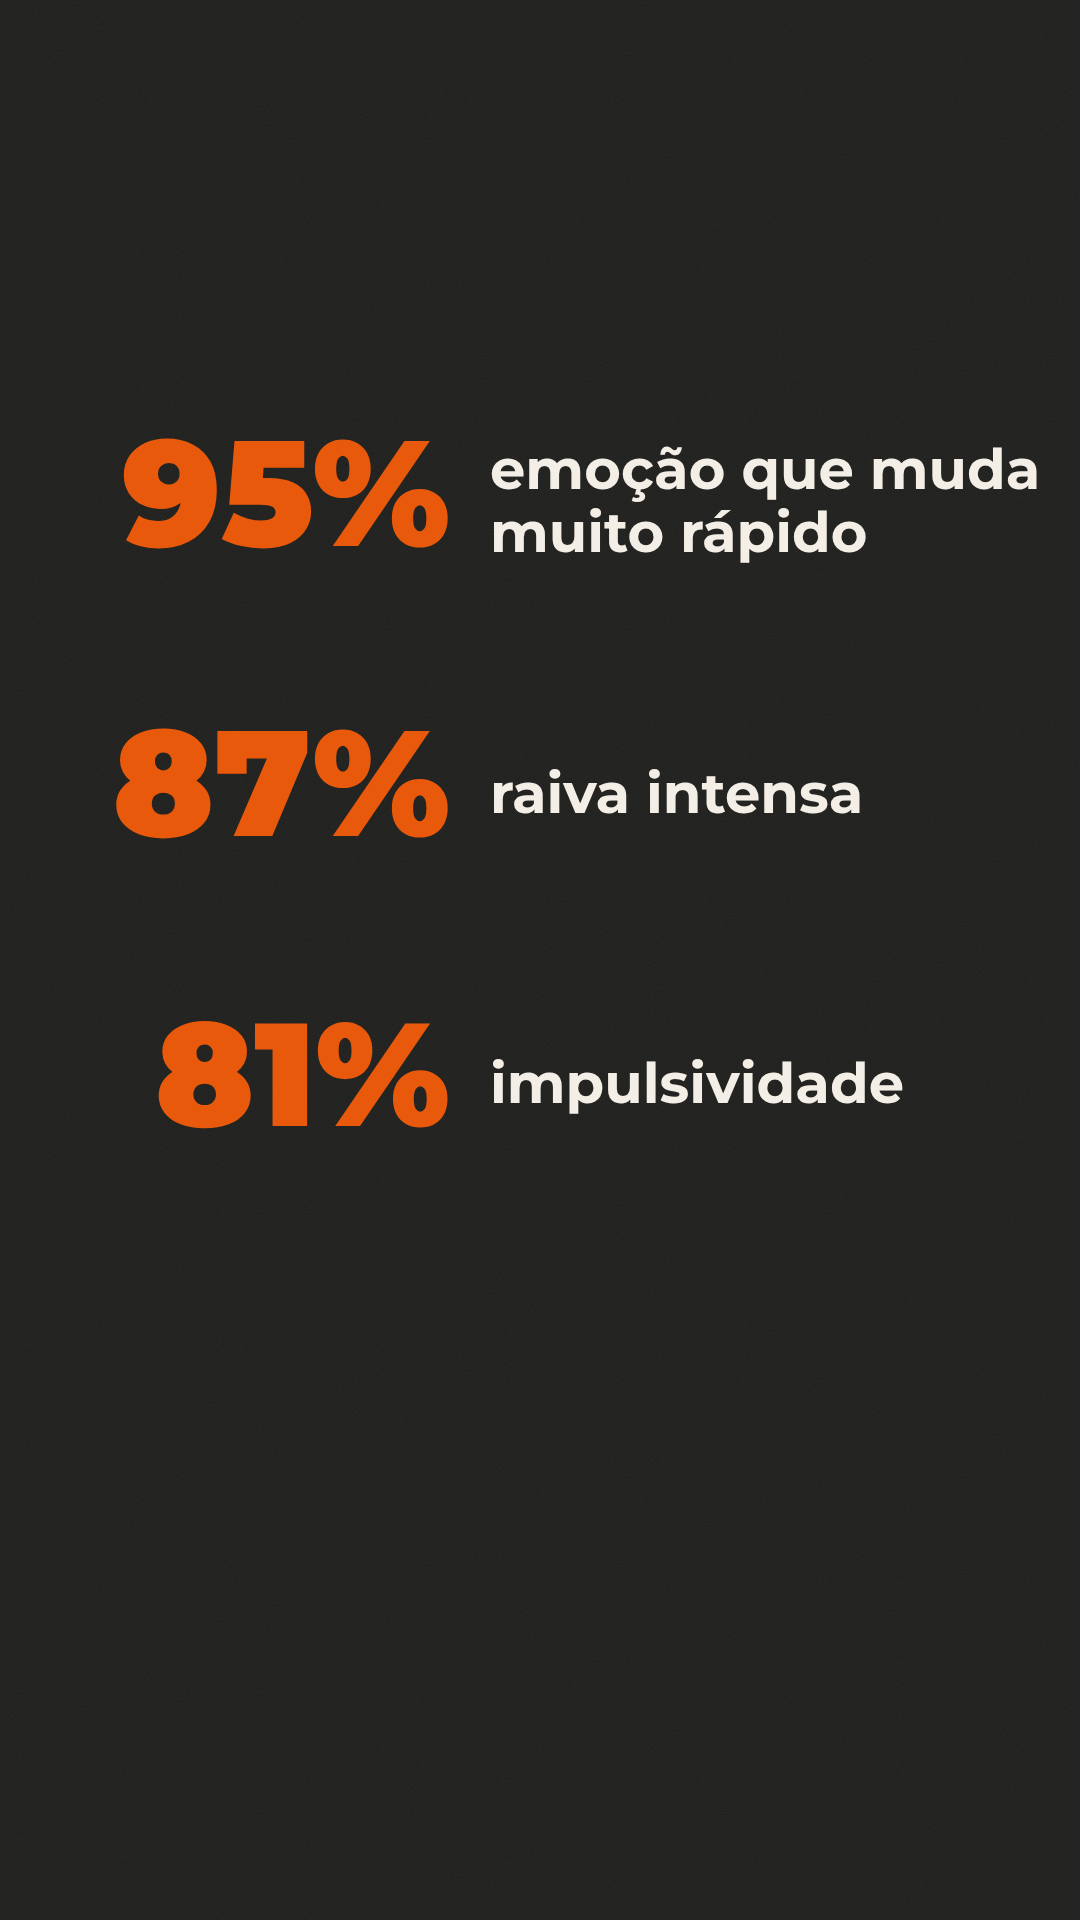 95% emoção que muda
muito rápido
87% raiva intensa
81% impulsividade